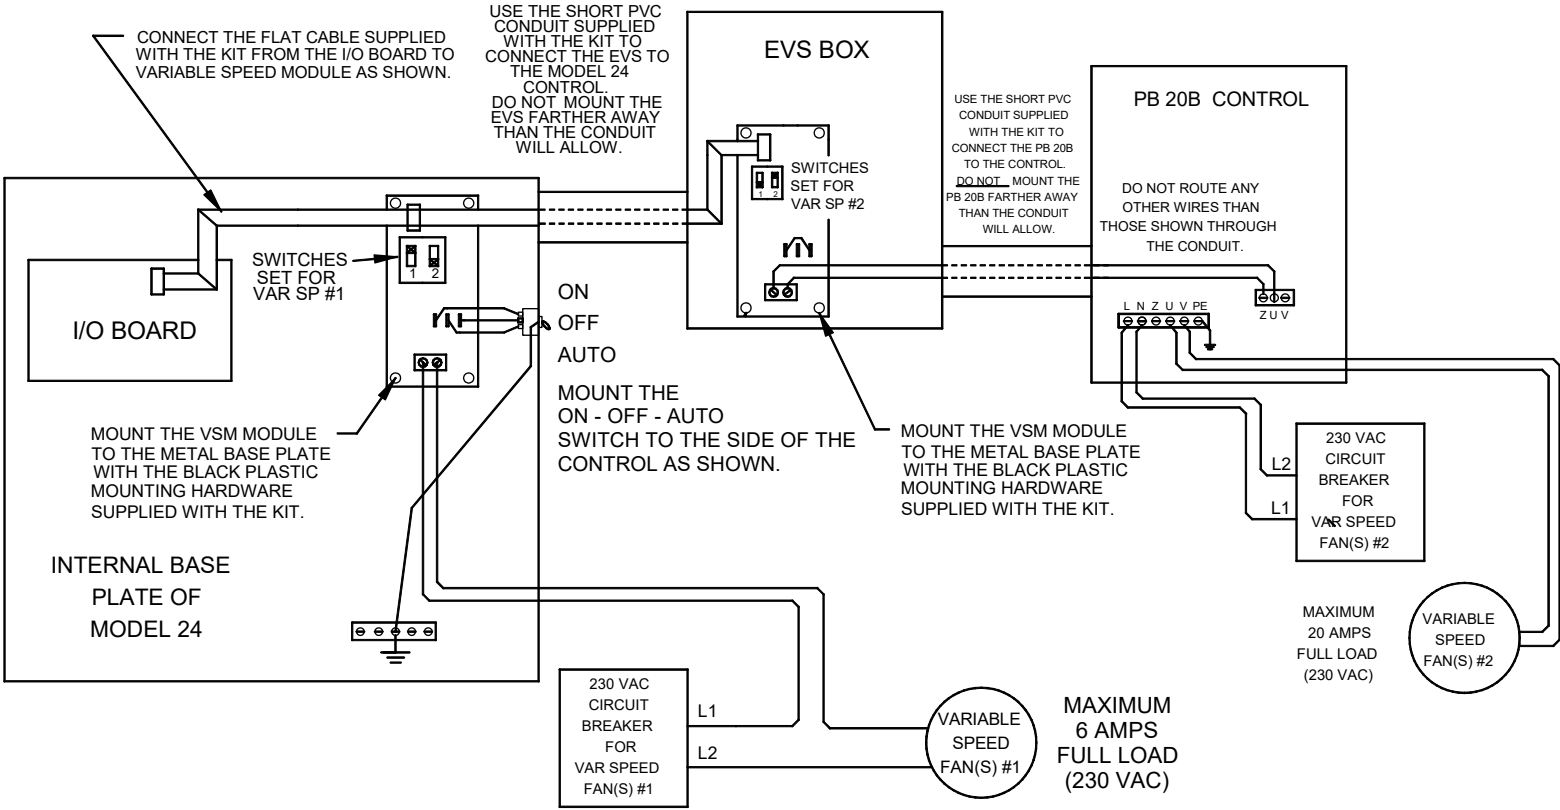 CONNECT THE FLAT CABLE SUPPLIED
WITH THE KIT FROM THE I/O BOARD TO
VARIABLE SPEED MODULE AS SHOWN.
USE THE SHORT PVC
CONDUIT SUPPLIED
WITH THE KIT TO
CONNECT THE EVS TO
THE MODEL 24
CONTROL.
DO NOT MOUNT THE
EVS FARTHER AWAY
THAN THE CONDUIT
WILL ALLOW.
EVS BOX
SWITCHES
SET FOR
VAR SP #2
1 2
USE THE SHORT PVC
CONDUIT SUPPLIED
WITH THE KIT TO
CONNECT THE PB 20B
TO THE CONTROL.
DO NOT MOUNT THE
PB 20B FARTHER AWAY
THAN THE CONDUIT
WILL ALLOW.
PB 20B CONTROL
DO NOT ROUTE ANY
OTHER WIRES THAN
THOSE SHOWN THROUGH
THE CONDUIT.
Z U V
L N Z U V PE
SWITCHES
SET FOR
VAR SP #1
1 2
I/O BOARD
ON
OFF
AUTO
MOUNT THE
ON - OFF - AUTO
SWITCH TO THE SIDE OF THE
CONTROL AS SHOWN.
MOUNT THE VSM MODULE
TO THE METAL BASE PLATE
WITH THE BLACK PLASTIC
MOUNTING HARDWARE
SUPPLIED WITH THE KIT.
MOUNT THE VSM MODULE
TO THE METAL BASE PLATE
WITH THE BLACK PLASTIC
MOUNTING HARDWARE
SUPPLIED WITH THE KIT.
L2
L1
230 VAC
CIRCUIT
BREAKER
FOR
VAR SPEED
FAN(S) #2
INTERNAL BASE
PLATE OF
MODEL 24
MAXIMUM
20 AMPS
FULL LOAD
(230 VAC)
VARIABLE
SPEED
FAN(S) #2
230 VAC
CIRCUIT
BREAKER
FOR
VAR SPEED
FAN(S) #1
L1
L2
VARIABLE
SPEED
FAN(S) #1
MAXIMUM
6 AMPS
FULL LOAD
(230 VAC)